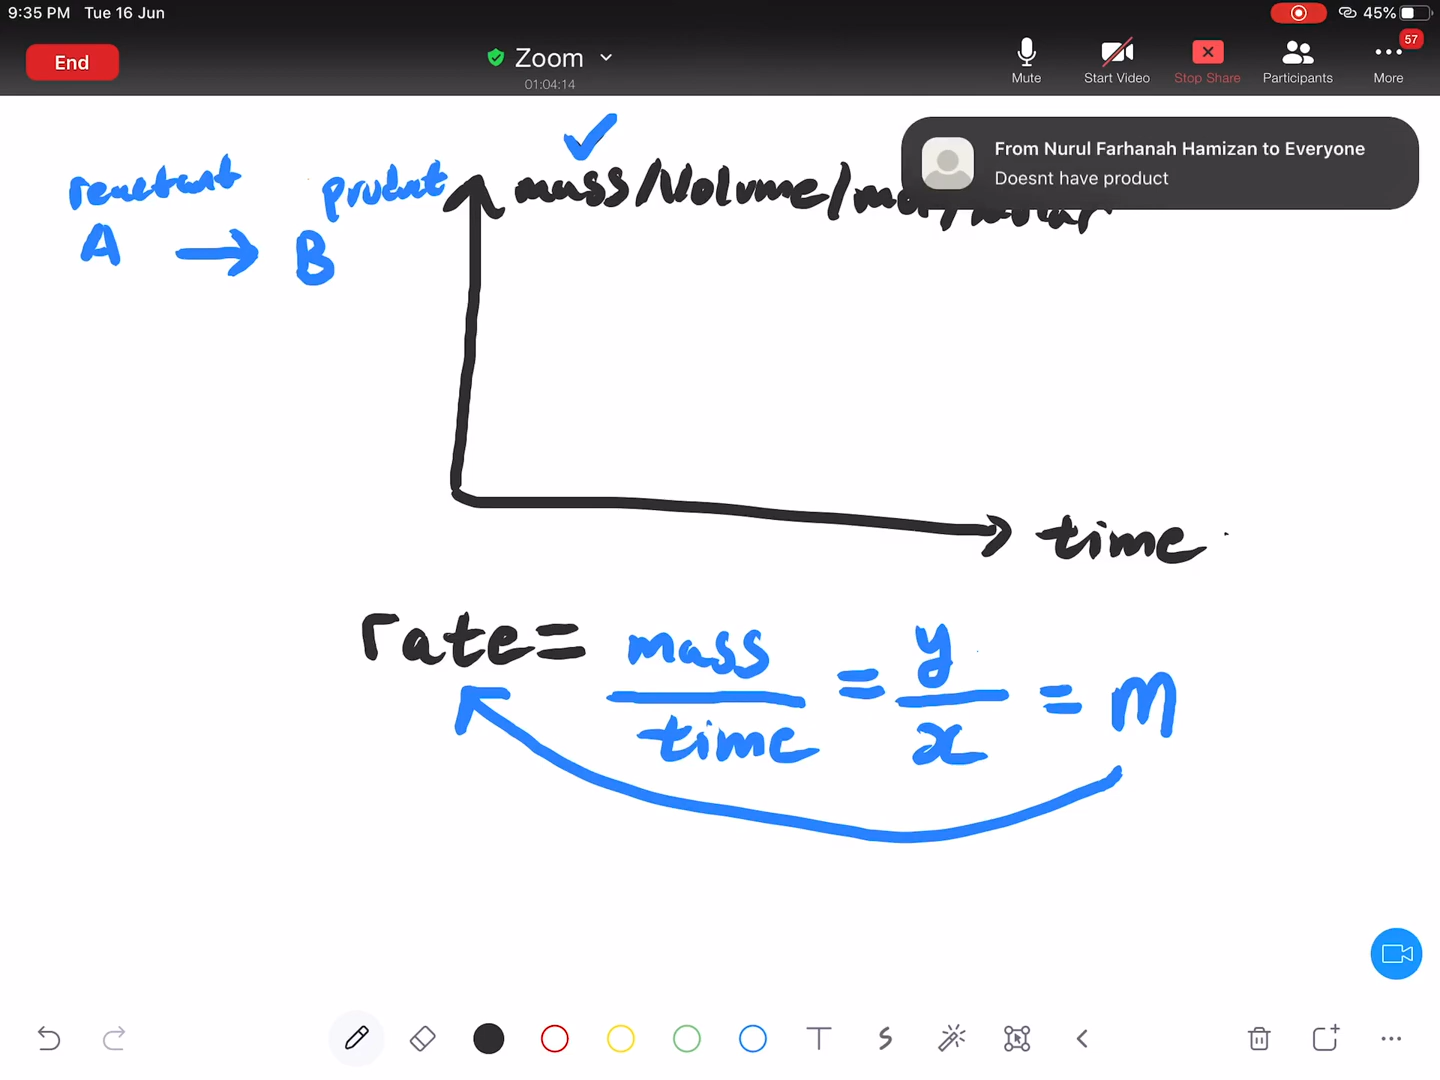 9:35 PM Tue 16 Jun
45%
End
Zoom
01:04:14
Mute
Start Video
Stop Share
Participants
57
More
From Nurul Farhanah Hamizan to Everyone
Doesnt have product
reactant product
A → B
mass/Volume/
time
rate = mass/time = y/x = m
T